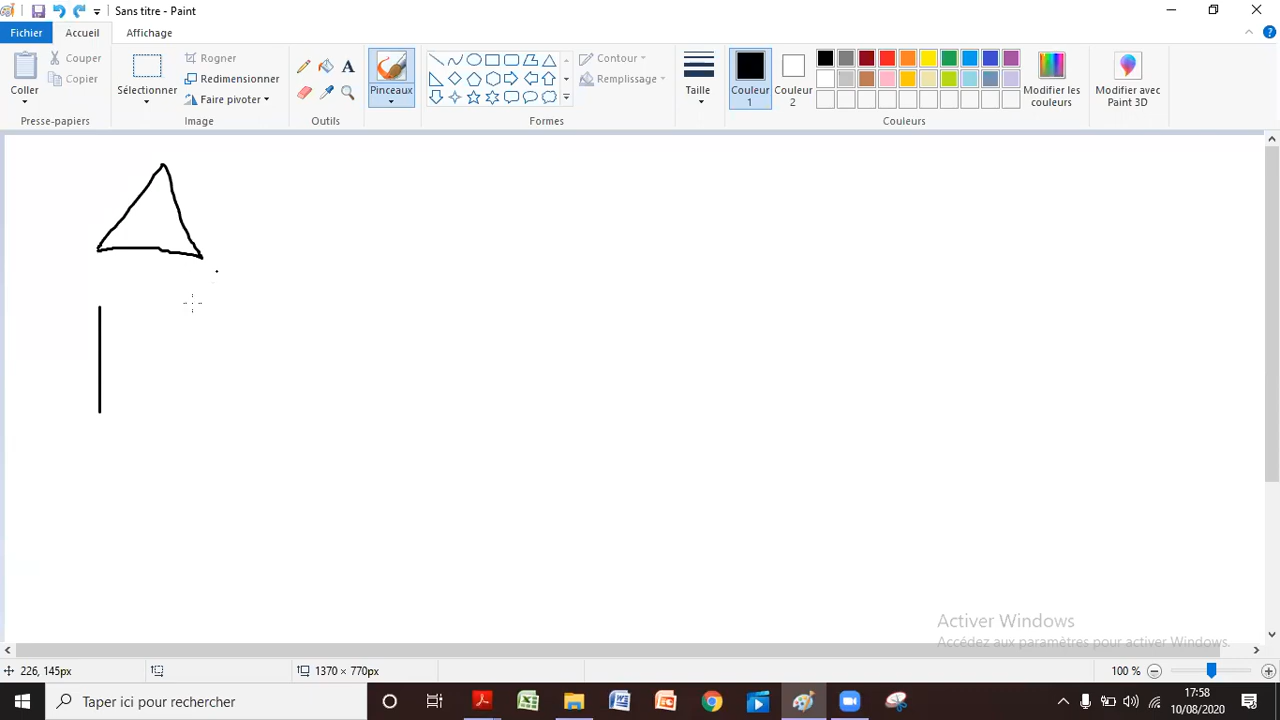 Sans titre - Paint
Fichier Accueil Affichage
Coller
Couper
Copier
Presse-papiers
Sélectionner
Rogner
Redimensionner
Faire pivoter
Image
A
Outils
Pinceaux
Contour
Remplissage
Formes
Taille
Couleur 1
Couleur 2
Modifier les couleurs
Couleurs
Modifier avec Paint 3D
Activer Windows
Accédez aux paramètres pour activer Windows.
226, 145px
1370 × 770px
100 %
Taper ici pour rechercher
17:58
10/08/2020